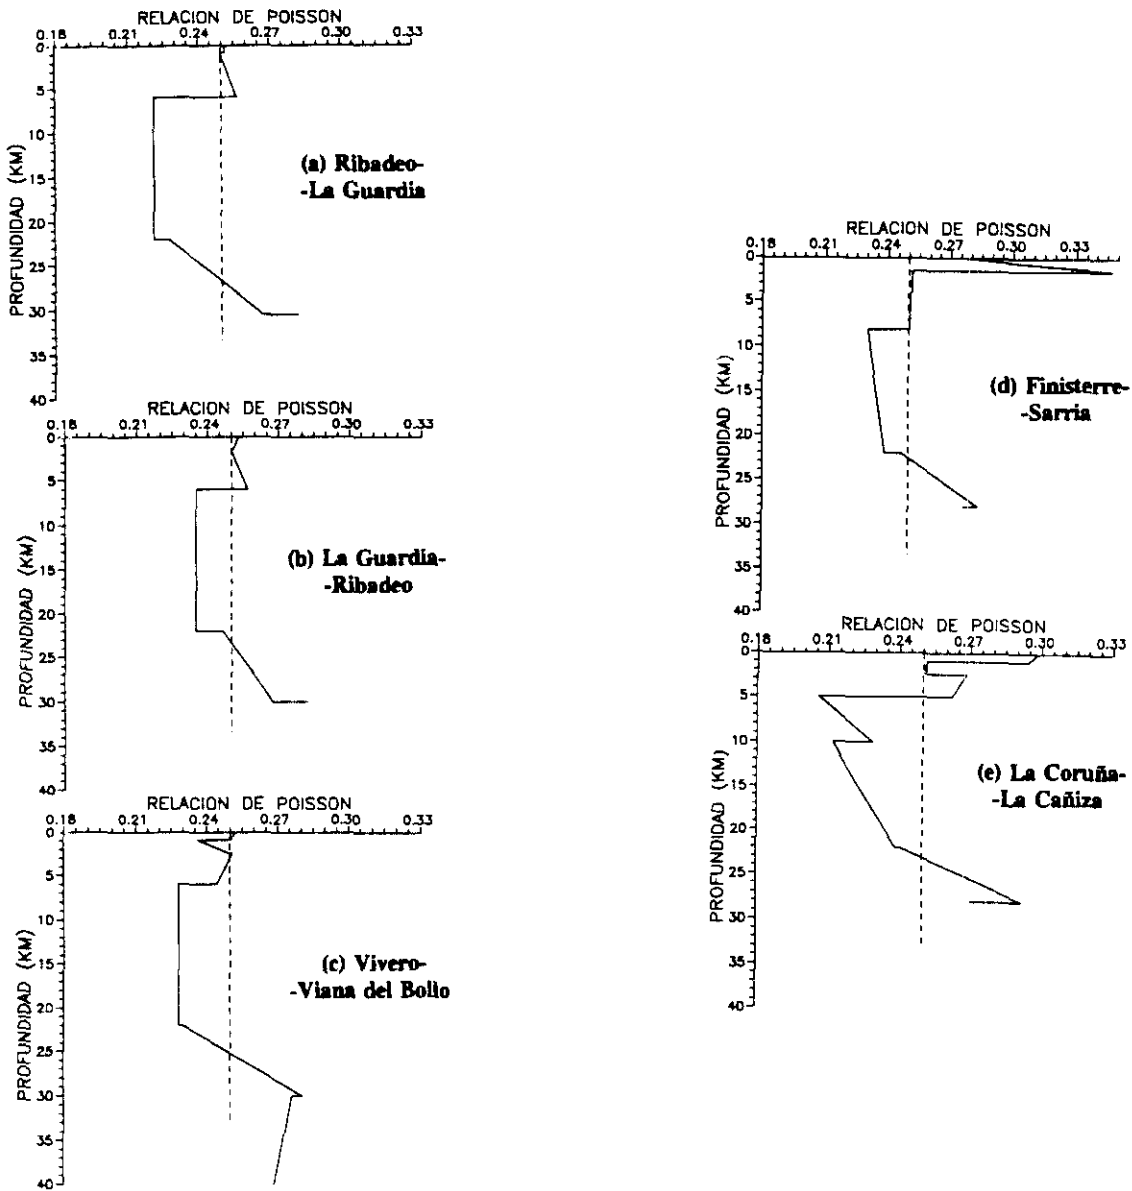 RELACION DE POISSON
0.18 0.21 0.24 0.27 0.30 0.33
0
5
10
15
20
25
30
35
40
PROFUNDIDAD (KM)
(a) Ribadeo-
-La Guardia
RELACION DE POISSON
0.18 0.21 0.24 0.27 0.30 0.33
0
5
10
15
20
25
30
35
40
PROFUNDIDAD (KM)
(b) La Guardia-
-Ribadeo
RELACION DE POISSON
0.18 0.21 0.24 0.27 0.30 0.33
0
5
10
15
20
25
30
35
40
PROFUNDIDAD (KM)
(c) Vivero-
-Viana del Bollo
RELACION DE POISSON
0.18 0.21 0.24 0.27 0.30 0.33
0
5
10
15
20
25
30
35
40
PROFUNDIDAD (KM)
(d) Finisterre-
-Sarria
RELACION DE POISSON
0.18 0.21 0.24 0.27 0.30 0.33
0
5
10
15
20
25
30
35
40
PROFUNDIDAD (KM)
(e) La Coruña-
-La Cañiza